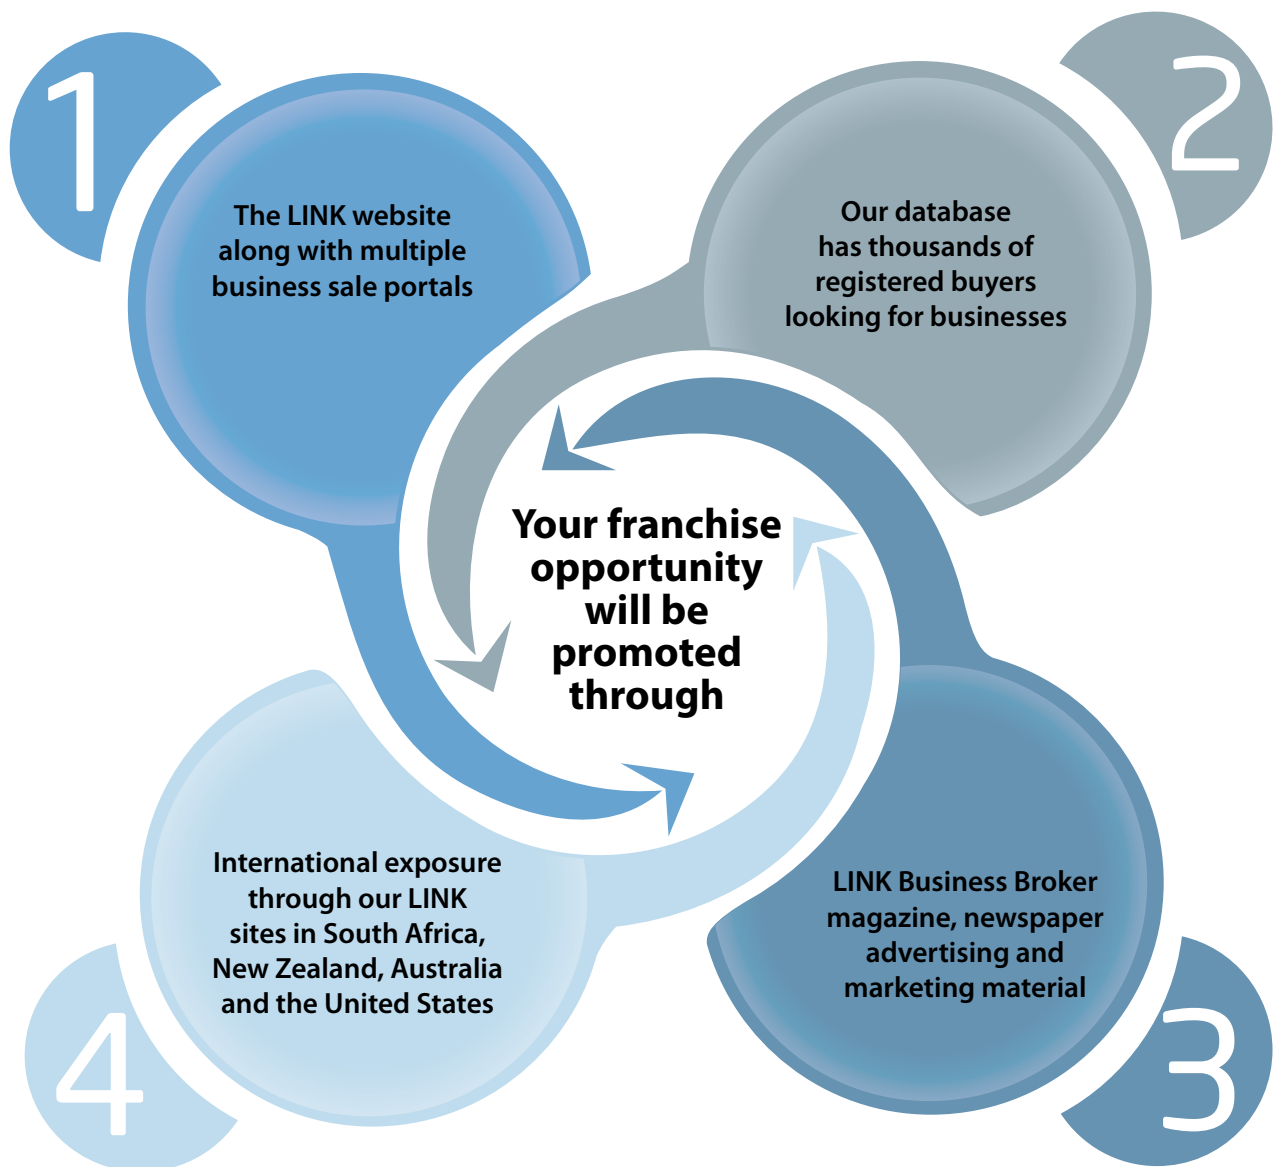 1
The LINK website
along with multiple
business sale portals
2
Our database
has thousands of
registered buyers
looking for businesses
Your franchise
opportunity
will be
promoted
through
3
LINK Business Broker
magazine, newspaper
advertising and
marketing material
4
International exposure
through our LINK
sites in South Africa,
New Zealand, Australia
and the United States